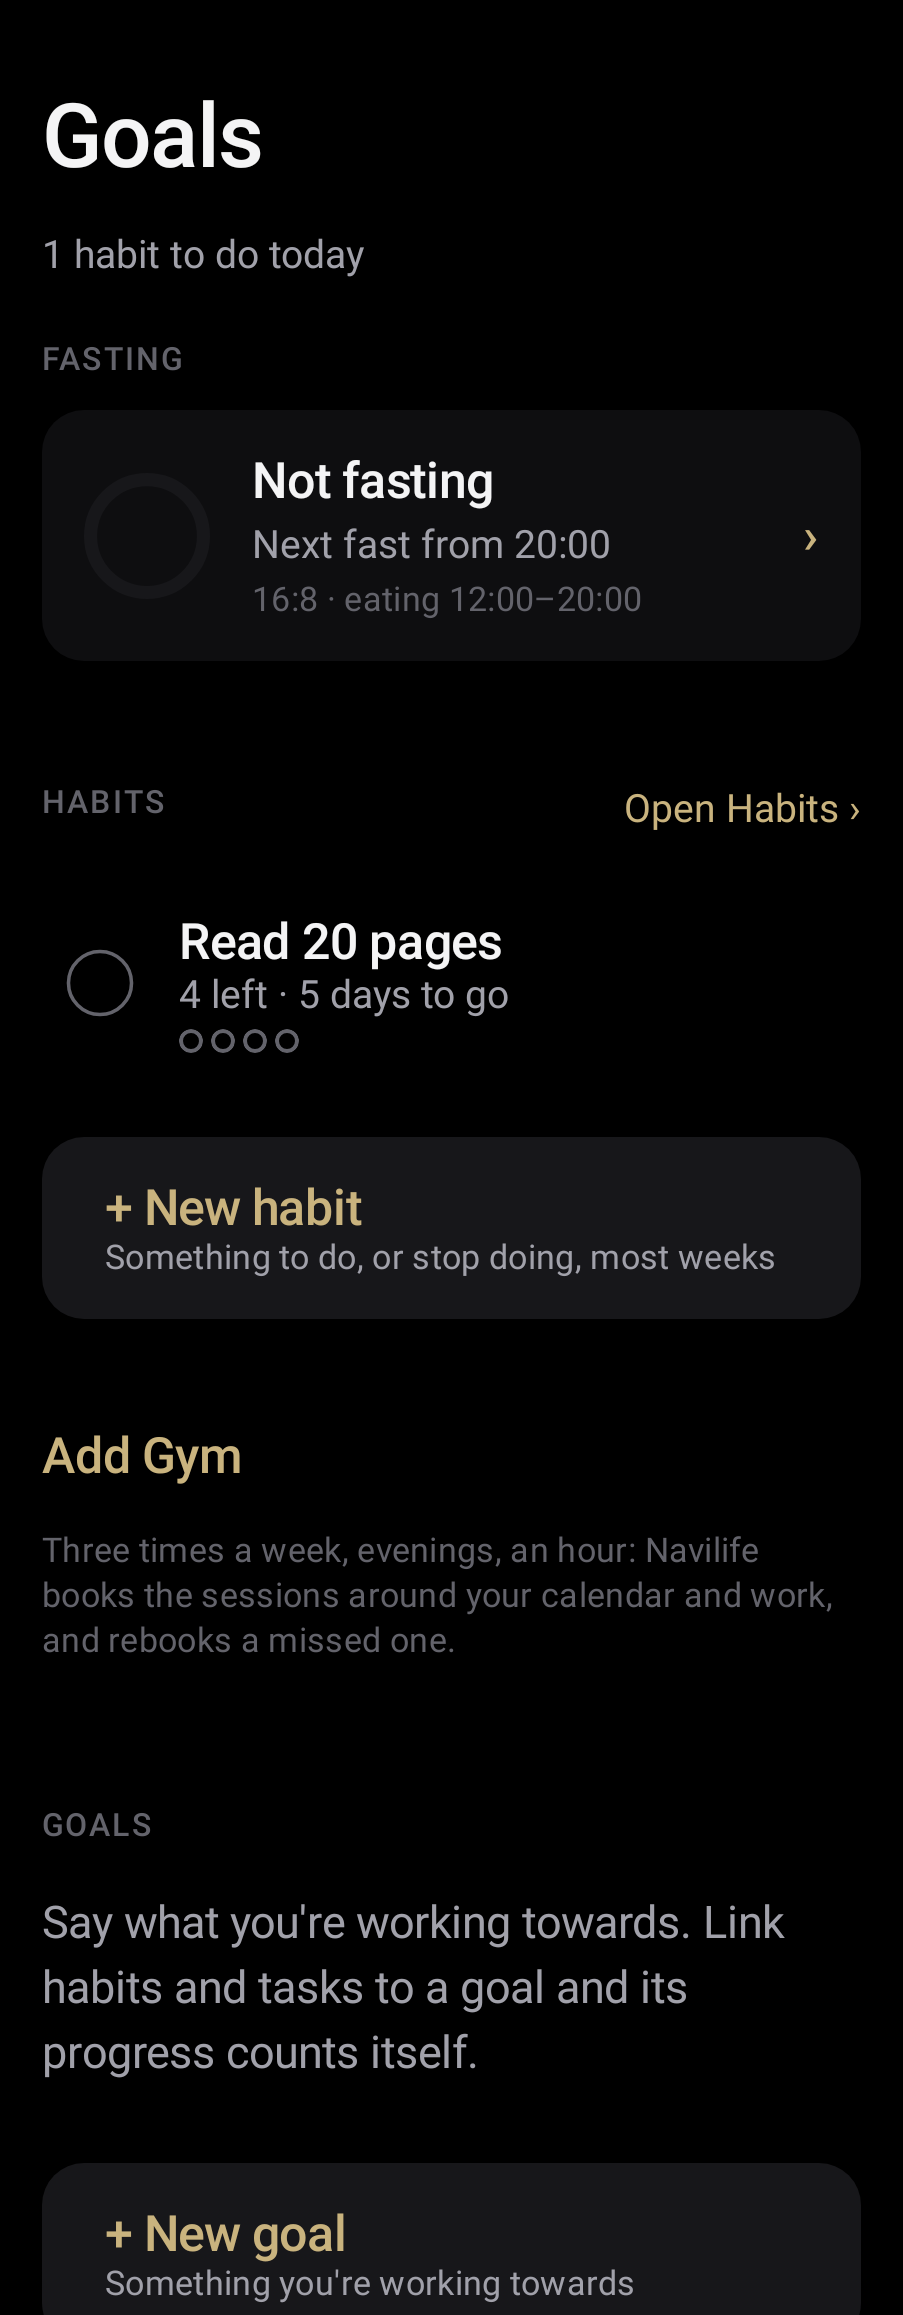 Goals
1 habit to do today
FASTING
Not fasting
Next fast from 20:00
›
16:8 · eating 12:00–20:00
HABITS
Open Habits ›
Read 20 pages
4 left · 5 days to go
+ New habit
Something to do, or stop doing, most weeks
Add Gym
Three times a week, evenings, an hour: Navilife
books the sessions around your calendar and work,
and rebooks a missed one.
GOALS
Say what you're working towards. Link
habits and tasks to a goal and its
progress counts itself.
+ New goal
Something you're working towards